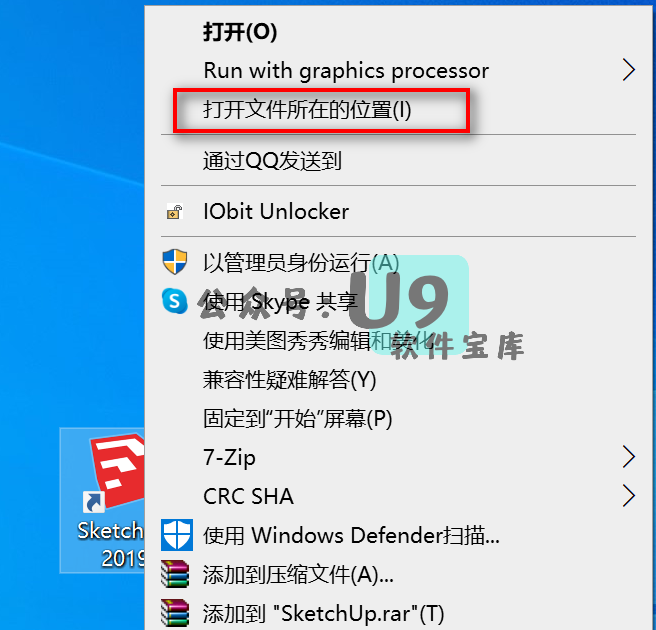 打开(O)
Run with graphics processor
打开文件所在的位置(I)
通过QQ发送到
IObit Unlocker
以管理员身份运行(A)
使用 Skype 共享
公众号:U9
使用美图秀秀编辑和美化
软件宝库
兼容性疑难解答(Y)
固定到“开始”屏幕(P)
7-Zip
CRC SHA
Sketch
2019
使用 Windows Defender扫描...
添加到压缩文件(A)...
添加到 "SketchUp.rar"(T)